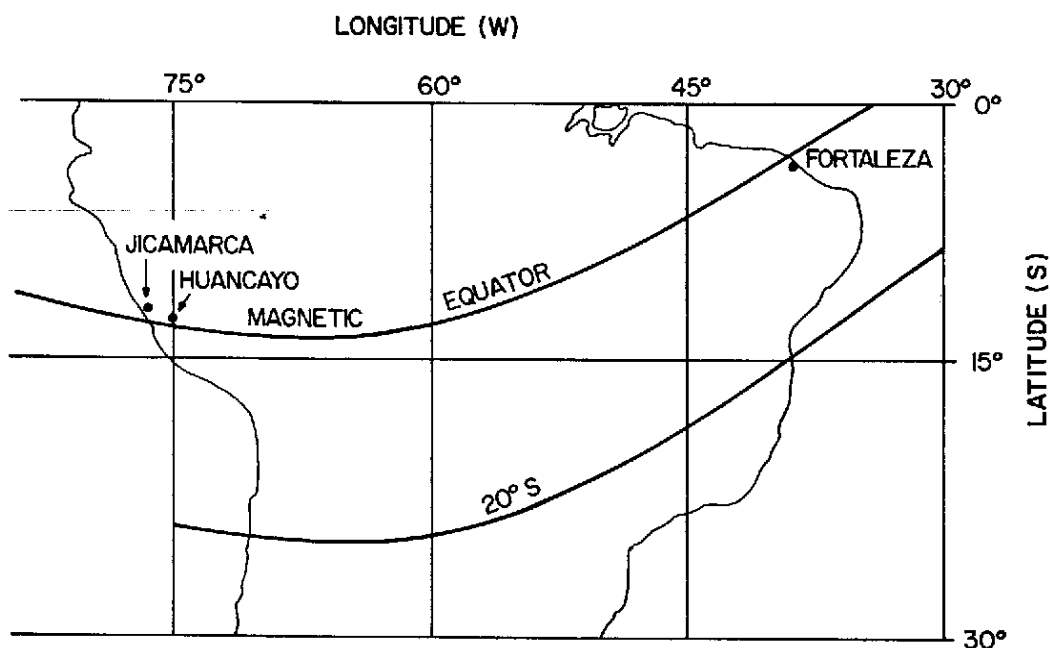 LONGITUDE (W)
75° 60° 45° 30°
0°
FORTALEZA
JICAMARCA
HUANCAYO
EQUATOR
MAGNETIC
15°
LATITUDE (S)
20° S
30°